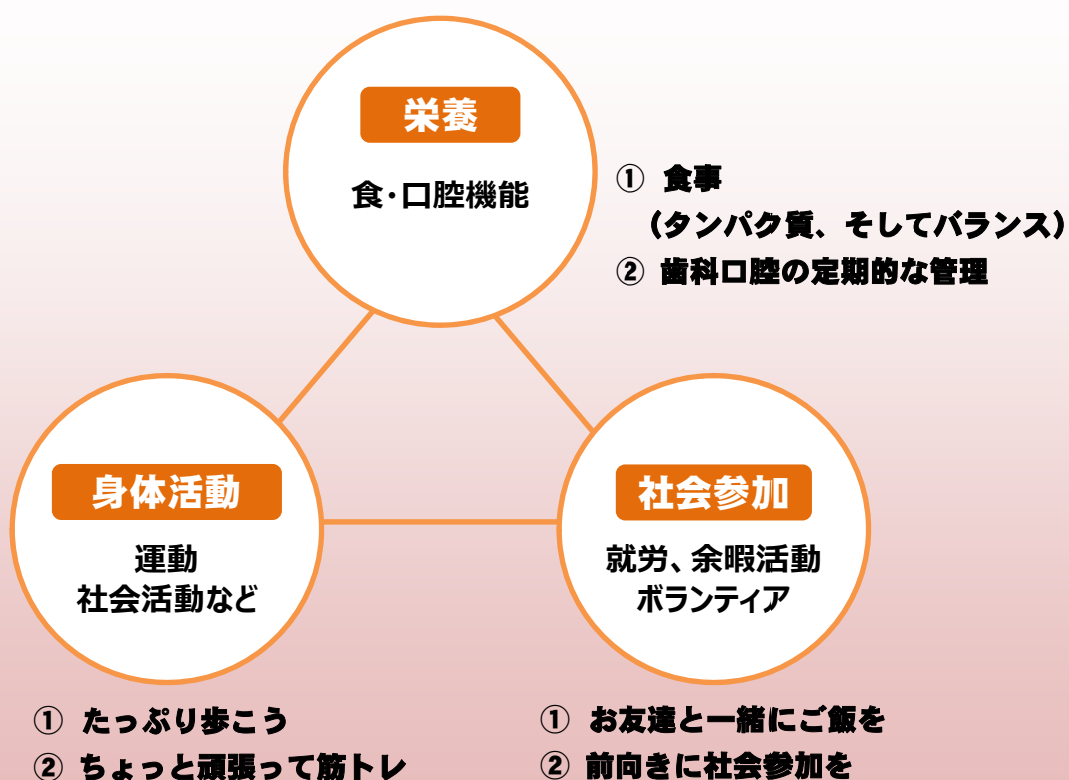 栄養
食・口腔機能
① 食事
（タンパク質、そしてバランス）
② 歯科口腔の定期的な管理
身体活動
運動
社会活動など
① たっぷり歩こう
② ちょっと頑張って筋トレ
社会参加
就労、余暇活動
ボランティア
① お友達と一緒にご飯を
② 前向きに社会参加を